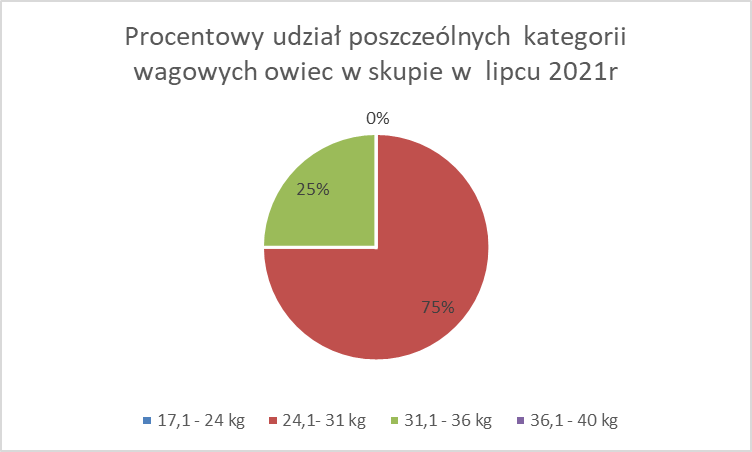 Procentowy udział poszczeólnych kategorii
wagowych owiec w skupie w lipcu 2021r
0%
25%
75%
17,1 - 24 kg 24,1- 31 kg 31,1 - 36 kg 36,1 - 40 kg